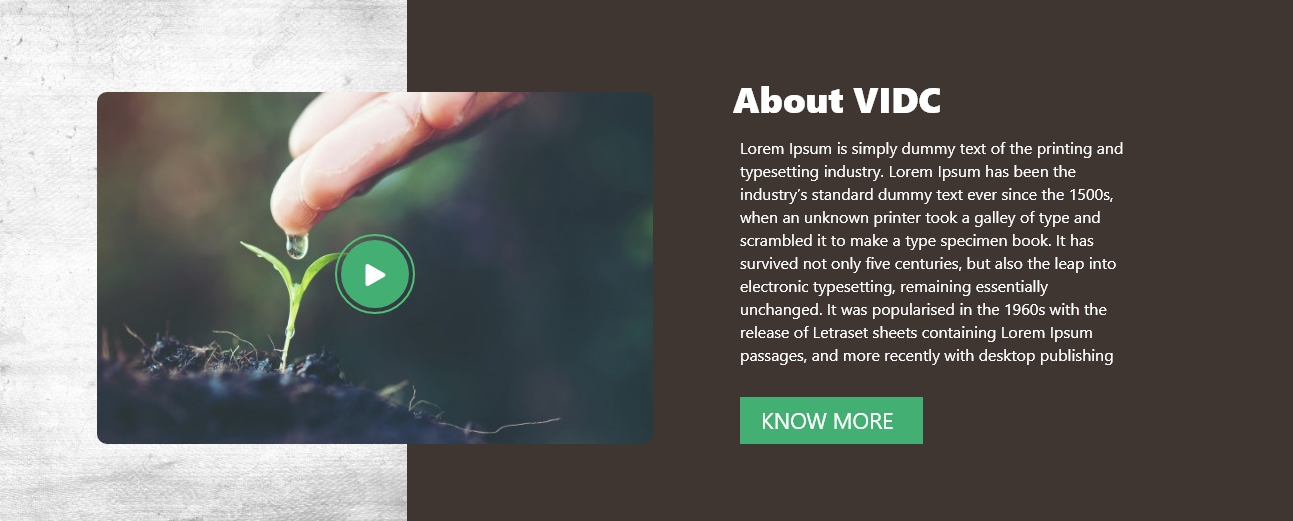 About VIDC
Lorem Ipsum is simply dummy text of the printing and
typesetting industry. Lorem Ipsum has been the
industry's standard dummy text ever since the 1500s,
when an unknown printer took a galley of type and
scrambled it to make a type specimen book. It has
survived not only five centuries, but also the leap into
electronic typesetting, remaining essentially
unchanged. It was popularised in the 1960s with the
release of Letraset sheets containing Lorem Ipsum
passages, and more recently with desktop publishing
KNOW MORE